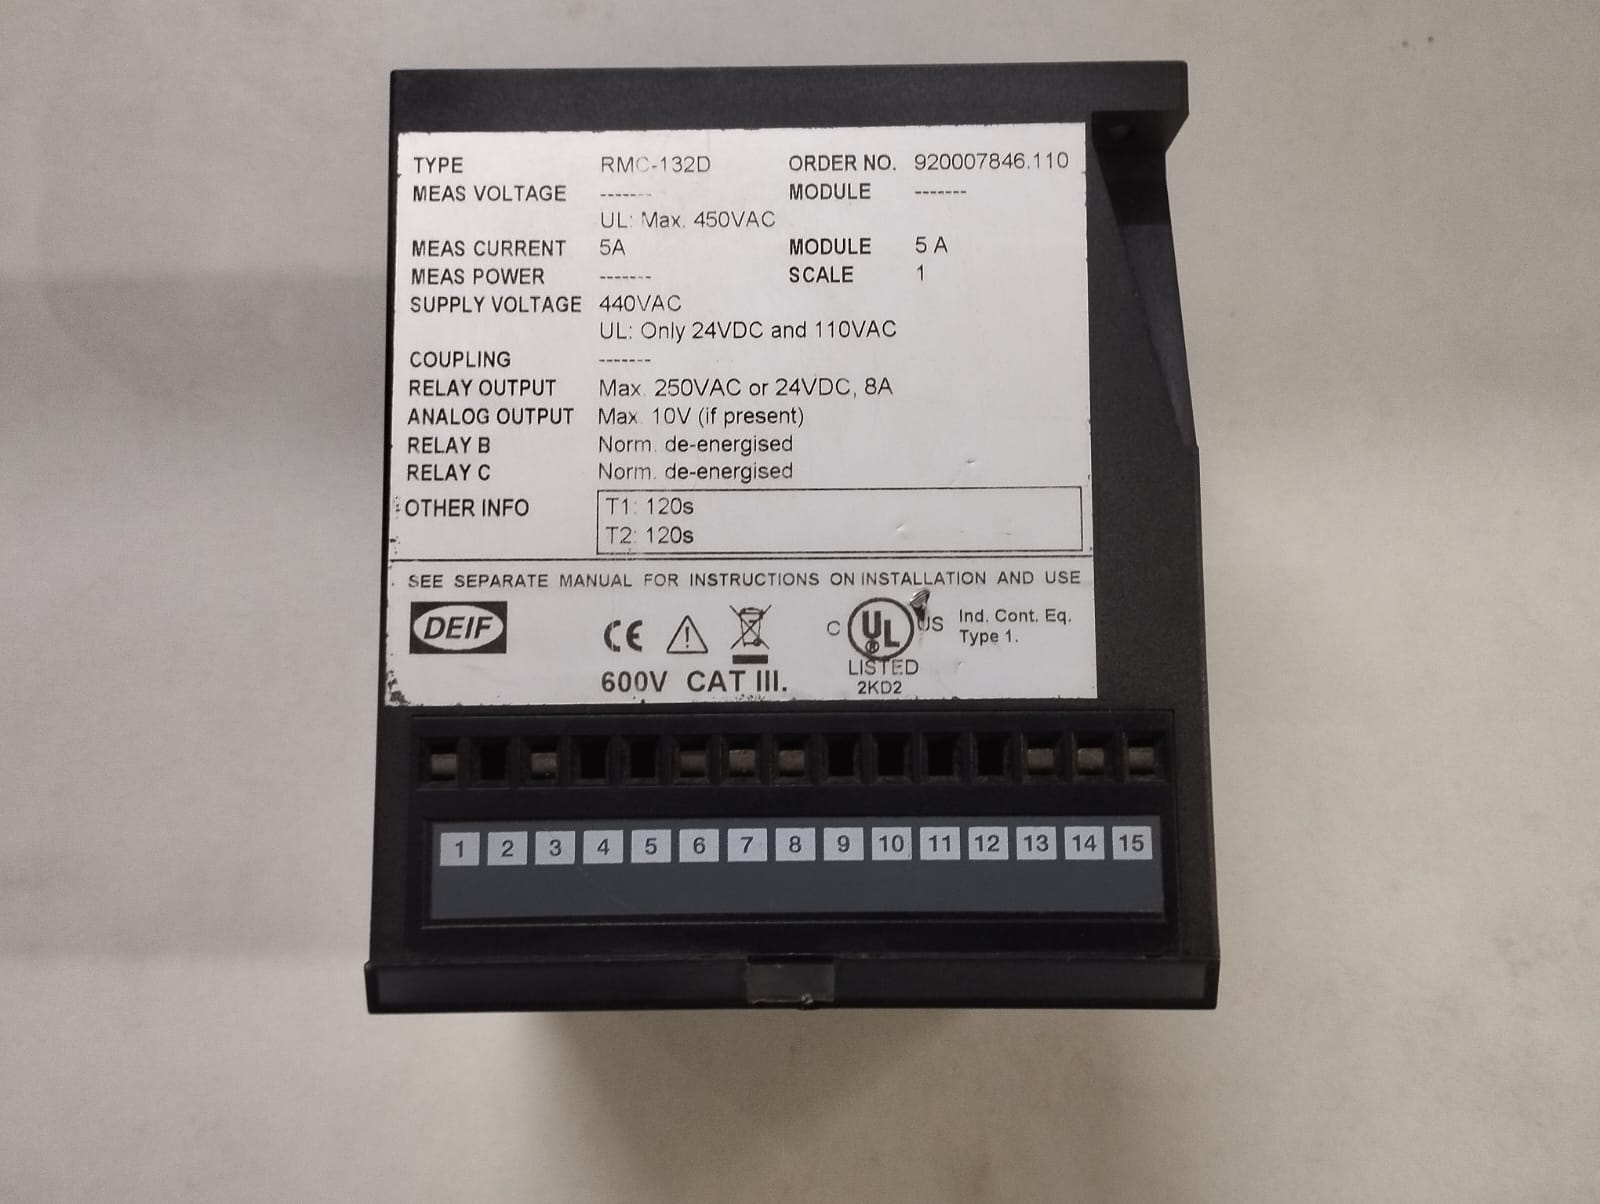 TYPE RMC-132D ORDER NO. 920007846.110
MEAS VOLTAGE ------- MODULE -------
UL: Max. 450VAC
MEAS CURRENT 5A MODULE 5 A
MEAS POWER ------- SCALE 1
SUPPLY VOLTAGE 440VAC
UL: Only 24VDC and 110VAC
COUPLING -------
RELAY OUTPUT Max. 250VAC or 24VDC, 8A
ANALOG OUTPUT Max. 10V (if present)
RELAY B Norm. de-energised
RELAY C Norm. de-energised
OTHER INFO T1: 120s
T2: 120s
SEE SEPARATE MANUAL FOR INSTRUCTIONS ON INSTALLATION AND USE
DEIF CE C UL ® US Ind. Cont. Eq.
Type 1.
LISTED
600V CAT III. 2KD2
1 2 3 4 5 6 7 8 9 10 11 12 13 14 15